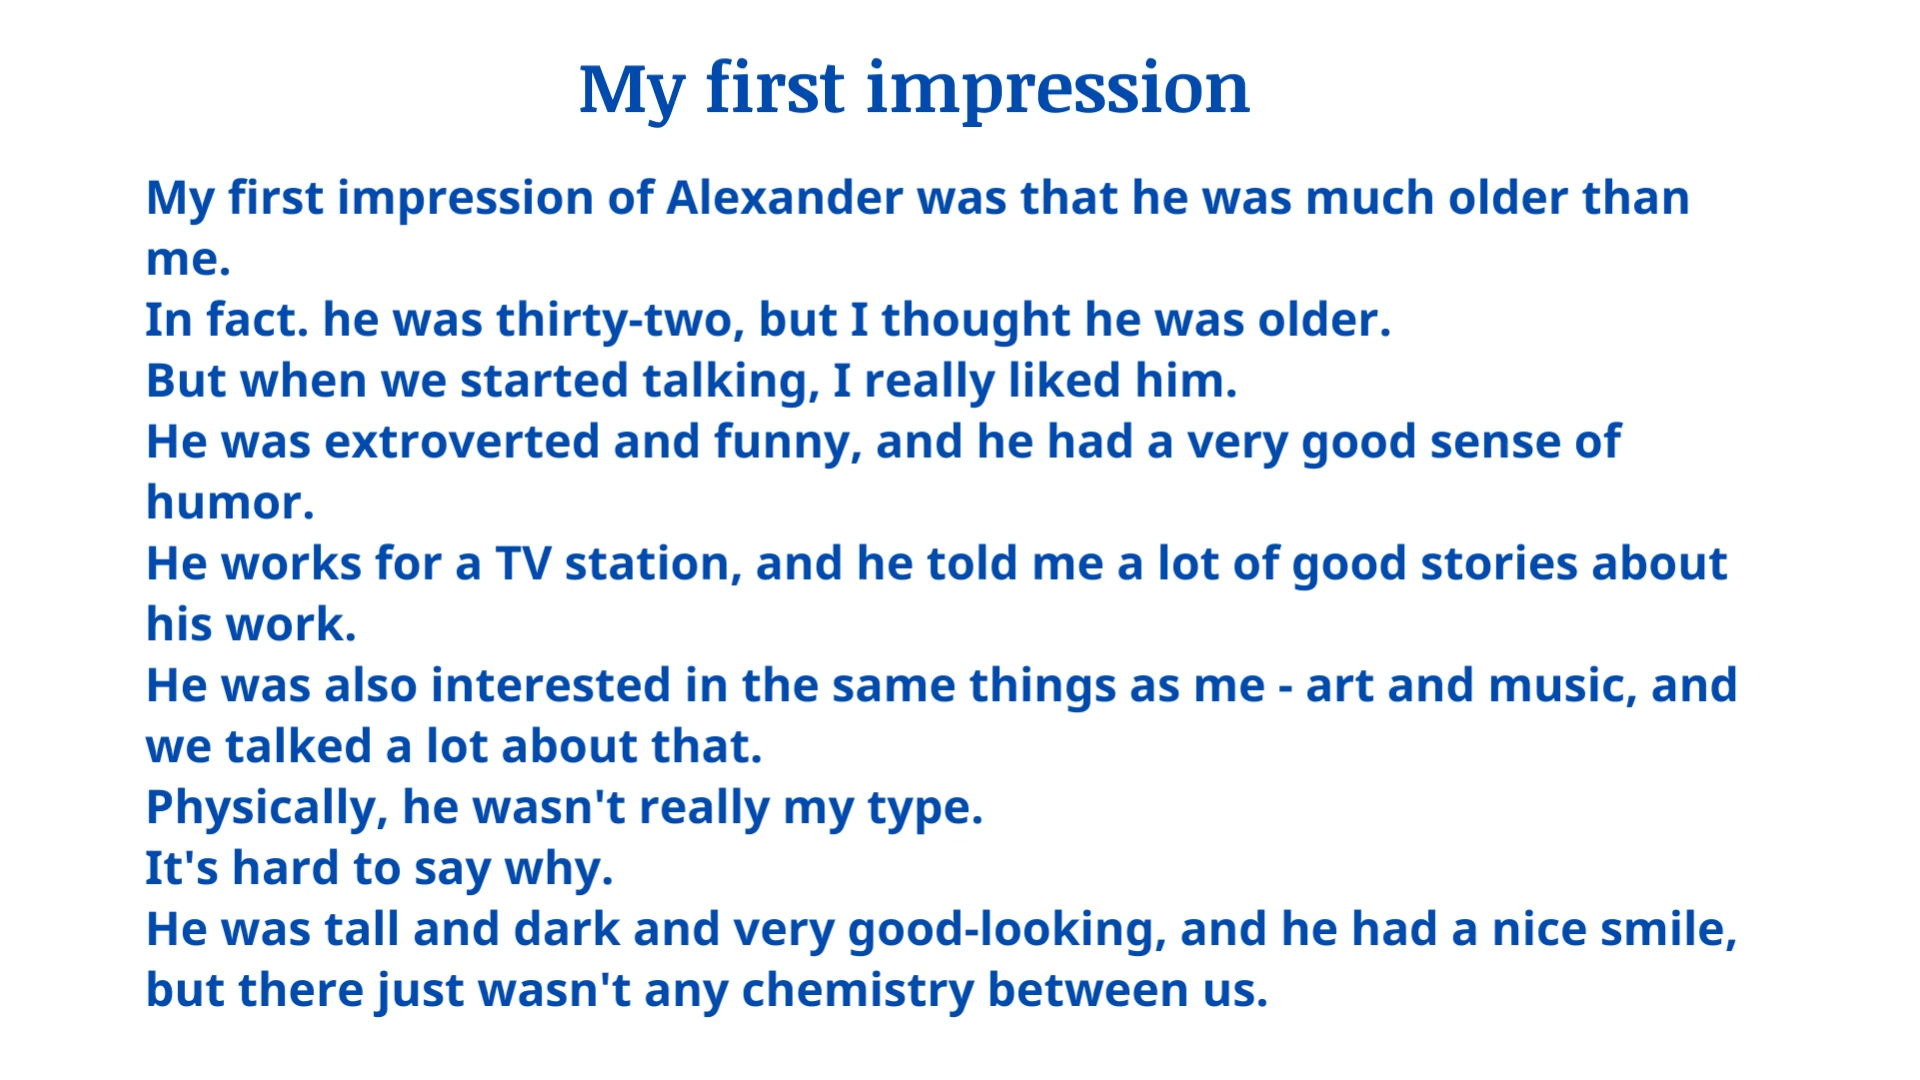 My first impression
My first impression of Alexander was that he was much older than
me.
In fact. he was thirty-two, but I thought he was older.
But when we started talking, I really liked him.
He was extroverted and funny, and he had a very good sense of
humor.
He works for a TV station, and he told me a lot of good stories about
his work.
He was also interested in the same things as me - art and music, and
we talked a lot about that.
Physically, he wasn't really my type.
It's hard to say why.
He was tall and dark and very good-looking, and he had a nice smile,
but there just wasn't any chemistry between us.